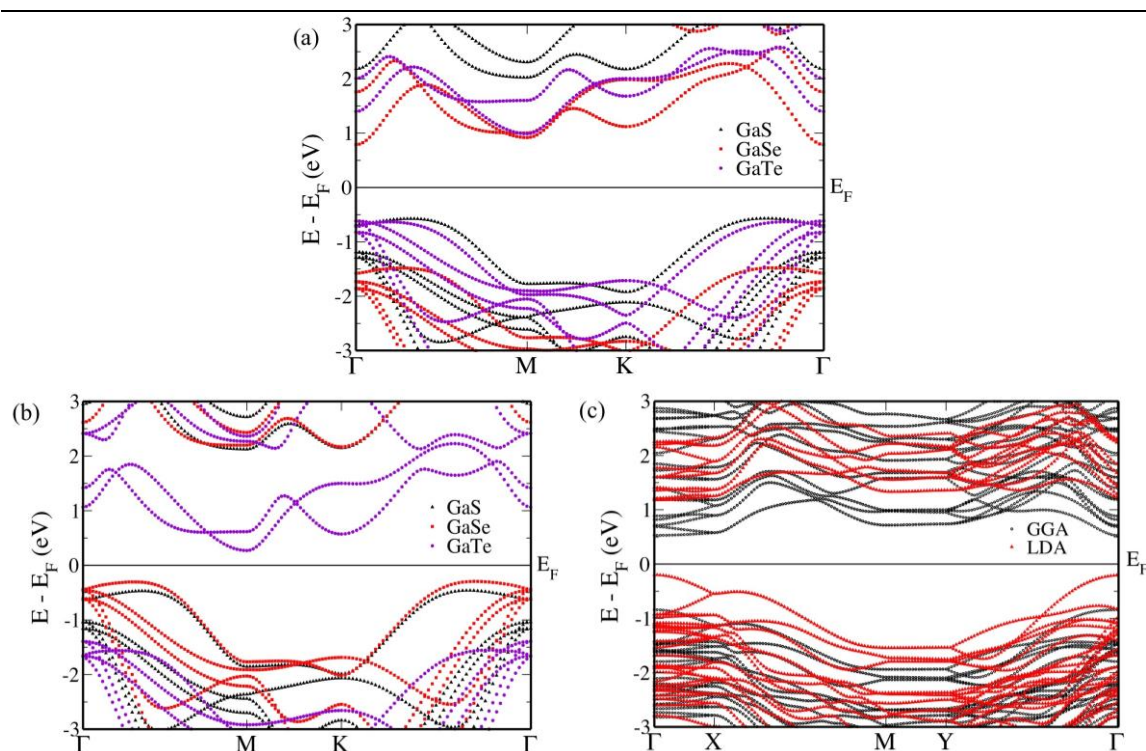 (a)
3
2
1
0
-1
-2
-3
E - E_F (eV)
GaS
GaSe
GaTe
E_F
Γ M K Γ
(b)
3
2
1
0
-1
-2
-3
E - E_F (eV)
GaS
GaSe
GaTe
E_F
Γ M K Γ
(c)
3
2
1
0
-1
-2
-3
E - E_F (eV)
GGA
LDA
E_F
Γ X M Y Γ